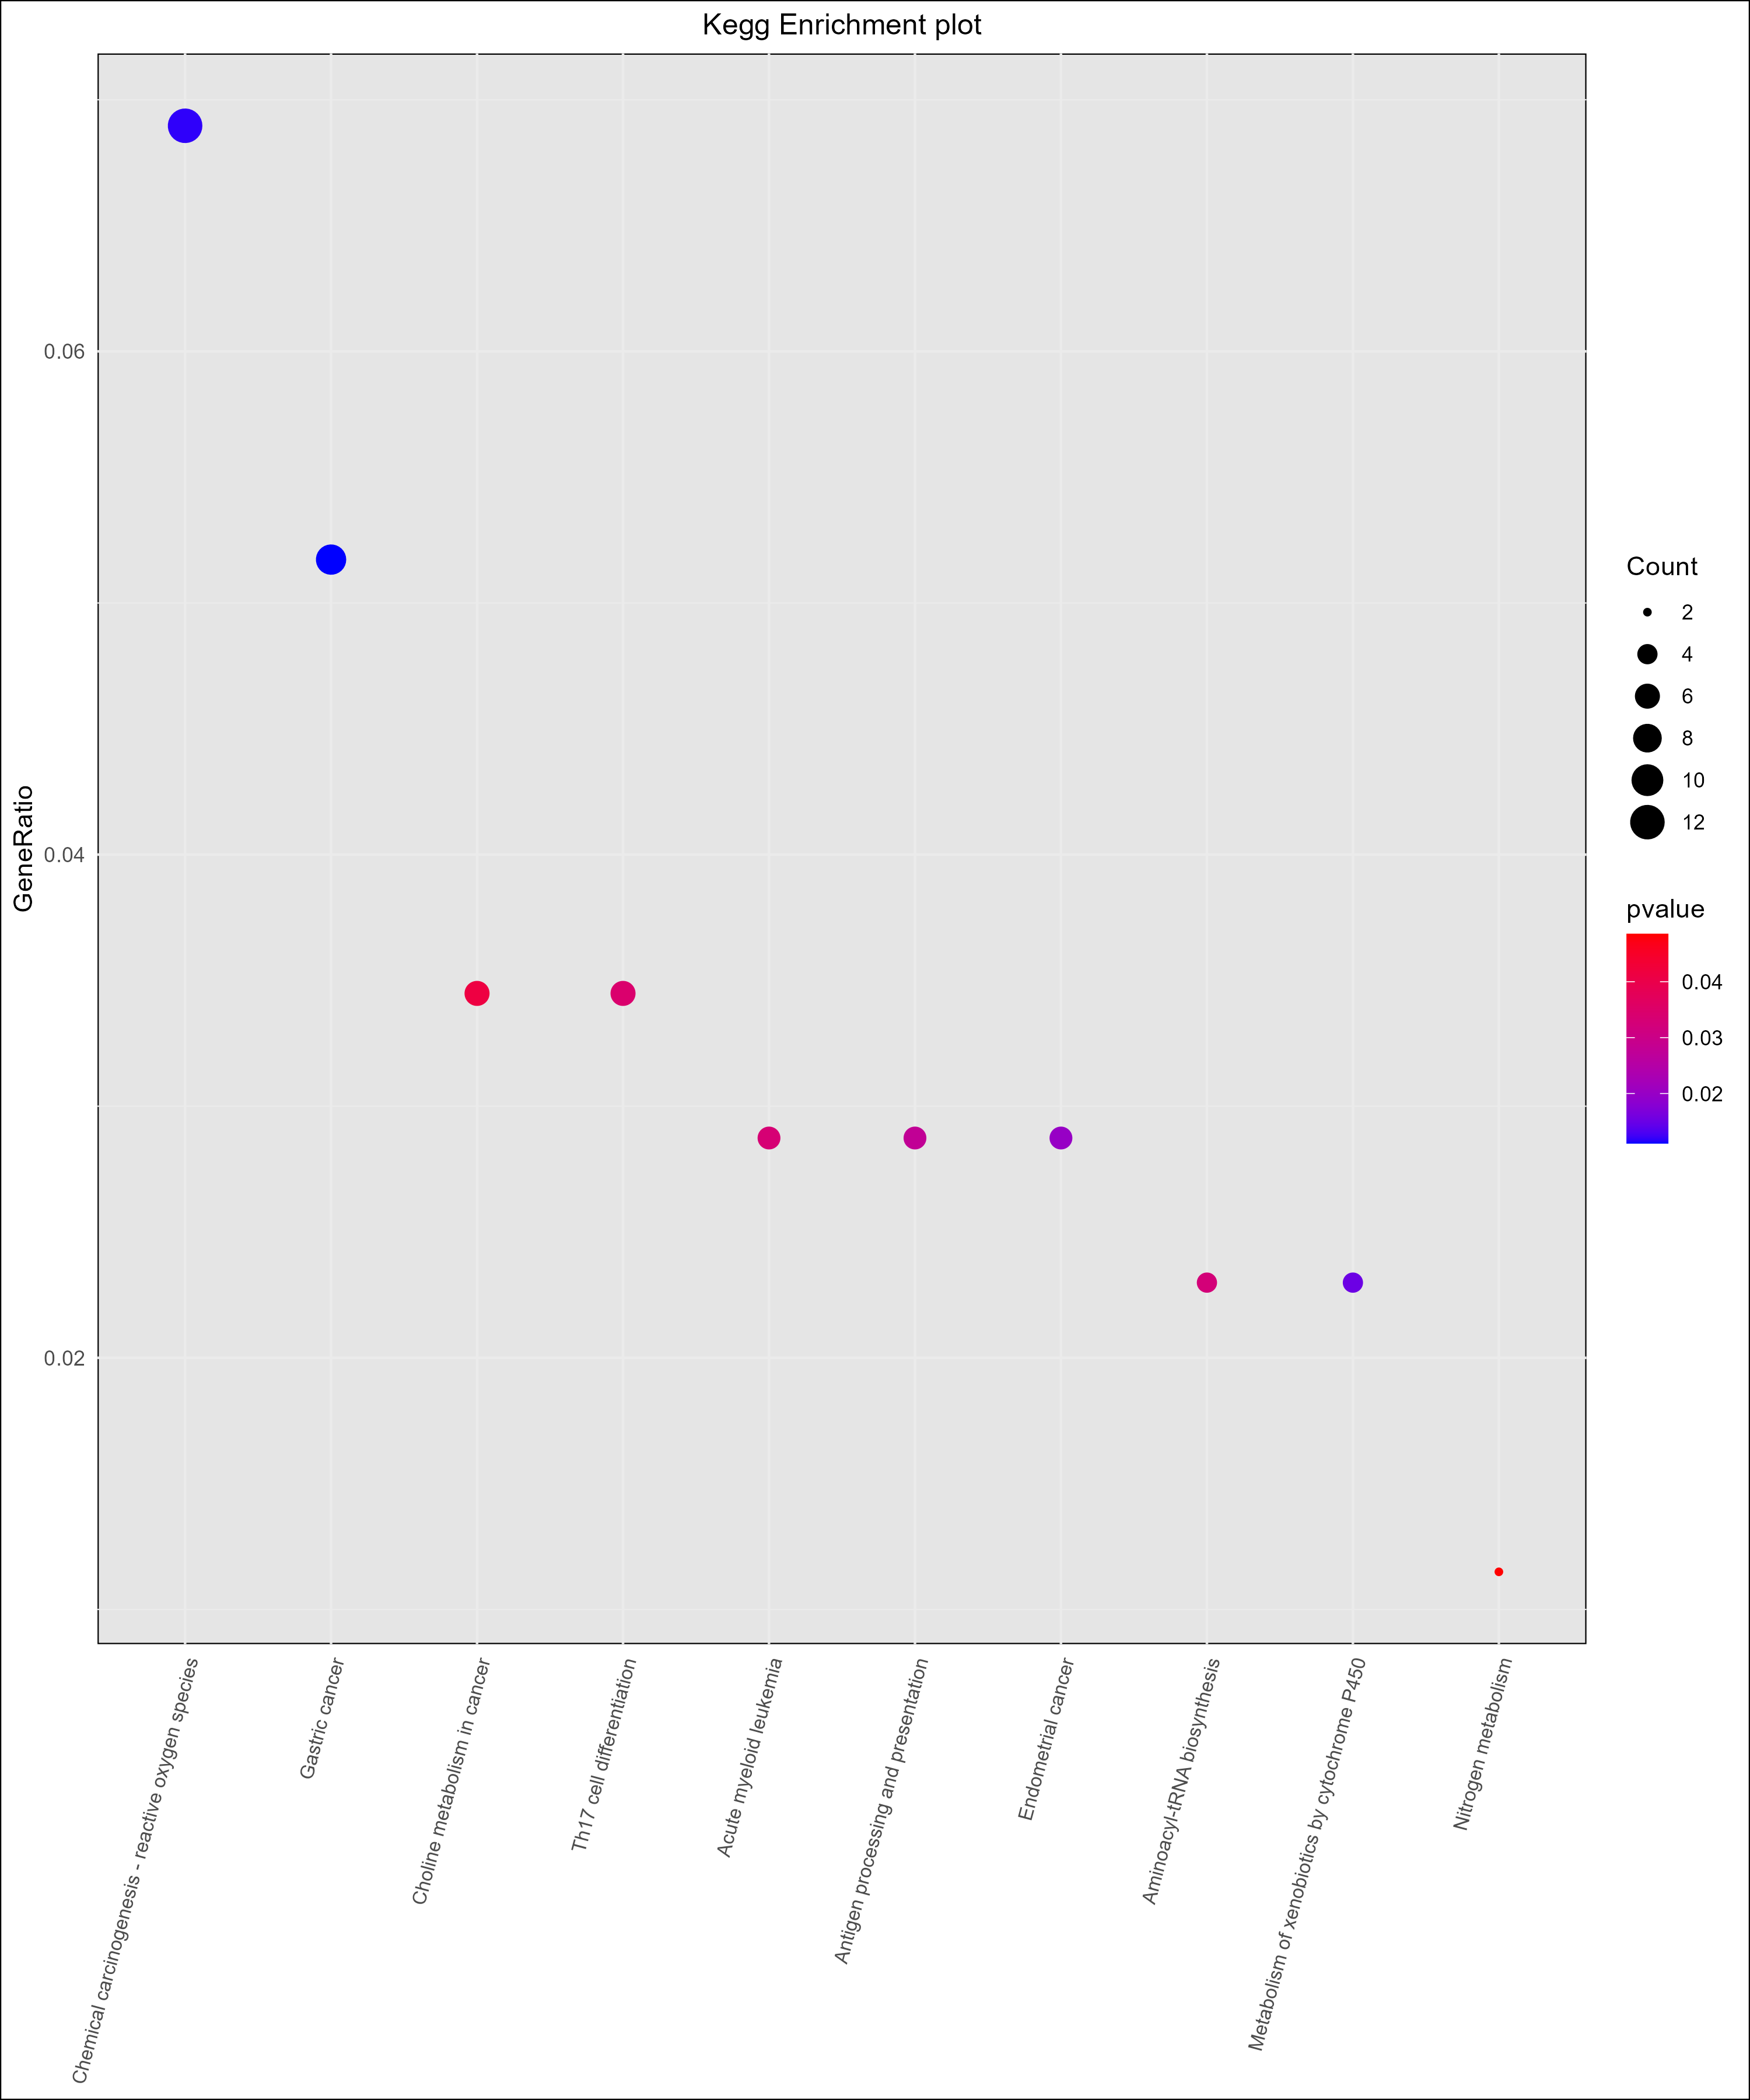 Kegg Enrichment plot
GeneRatio
0.06
0.04
0.02
Chemical carcinogenesis - reactive oxygen species
Gastric cancer
Choline metabolism in cancer
Th17 cell differentiation
Acute myeloid leukemia
Antigen processing and presentation
Endometrial cancer
Aminoacyl-tRNA biosynthesis
Metabolism of xenobiotics by cytochrome P450
Nitrogen metabolism
Count
2
4
6
8
10
12
pvalue
0.04
0.03
0.02